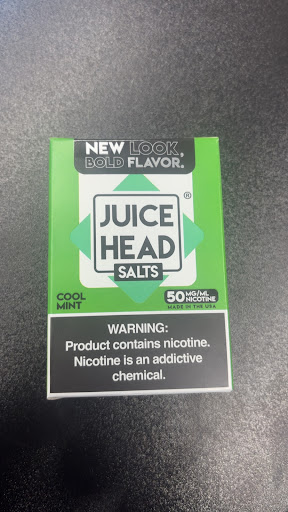 NEW LOOK,
BOLD FLAVOR.
®
JUICE
HEAD
SALTS
COOL
MINT
50 MG/ML
NICOTINE
MADE IN THE USA
WARNING:
Product contains nicotine.
Nicotine is an addictive
chemical.